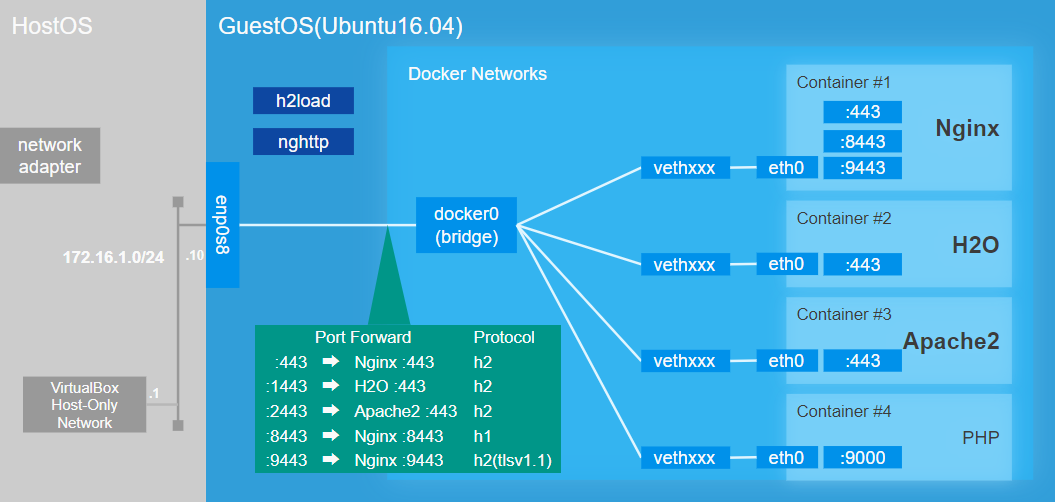 HostOS
GuestOS(Ubuntu16.04)
Docker Networks
h2load
nghttp
network
adapter
enp0s8
172.16.1.0/24
.10
VirtualBox
Host-Only
Network
.1
docker0
(bridge)
vethxxx
eth0
Container #1
:443
:8443
:9443
Nginx
vethxxx
eth0
Container #2
:443
H2O
vethxxx
eth0
Container #3
:443
Apache2
vethxxx
eth0
Container #4
:9000
PHP
Port Forward Protocol
:443 ➡ Nginx :443 h2
:1443 ➡ H2O :443 h2
:2443 ➡ Apache2 :443 h2
:8443 ➡ Nginx :8443 h1
:9443 ➡ Nginx :9443 h2(tlsv1.1)